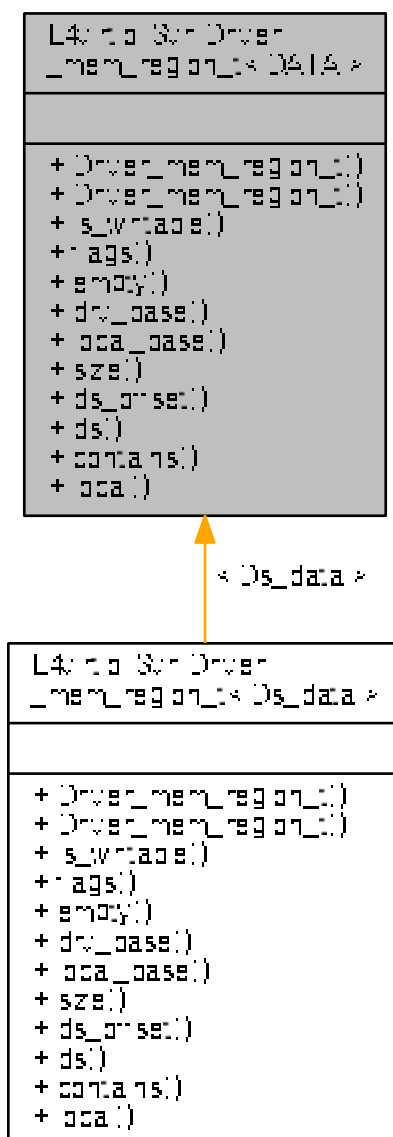 L4virtio::Svr::Driver
_mem_region_t< DATA >
+ Driver_mem_region_t()
+ Driver_mem_region_t()
+ is_writable()
+ flags()
+ empty()
+ drv_base()
+ local_base()
+ size()
+ ds_offset()
+ ds()
+ contains()
+ local()
< Ds_data >
L4virtio::Svr::Driver
_mem_region_t< Ds_data >
+ Driver_mem_region_t()
+ Driver_mem_region_t()
+ is_writable()
+ flags()
+ empty()
+ drv_base()
+ local_base()
+ size()
+ ds_offset()
+ ds()
+ contains()
+ local()